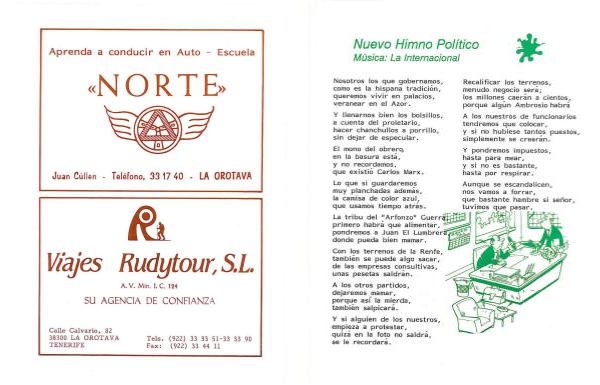 Aprenda a conducir en Auto - Escuela
«NORTE»
Juan Cúllen - Teléfono, 33 17 40 - LA OROTAVA
R
Viajes Rudytour, S.L.
A. V. Min. I. C. 124
SU AGENCIA DE CONFIANZA
Calle Calvario, 82
38300 LA OROTAVA
TENERIFE
Tels. (922) 33 33 51-33 33 90
Fax: (922) 33 44 11
Nuevo Himno Político
Música: La Internacional
Nosotros los que gobernamos,
como es la hispana tradición,
queremos vivir en palacios,
veranear en el Azor.
Y llenarnos bien los bolsillos,
a cuenta del proletario,
hacer chanchullos a porrillo,
sin dejar de especular.
El mono del obrero,
en la basura está,
y no recordamos,
que existió Carlos Marx.
Lo que si guardaremos
muy planchadas además,
la camisa de color azul,
que usamos tiempo atrás.
La tribu del "Arfonzo" Guerra,
primero habrá que alimentar,
pondremos a Juan El Lumbrera
donde pueda bien mamar.
Con los terrenos de la Renfe,
también se puede algo sacar,
de las empresas consultivas,
unas pesetas saldrán.
A los otros partidos,
dejaremos mamar,
porque así la mierda,
también salpicará.
Y si alguien de los nuestros,
empieza a protestar,
quizá en la foto no saldrá,
se le recordará.
Recalificar los terrenos,
menudo negocio será;
los millones caerán a cientos,
porque algún Ambrosio habrá
A los nuestros de funcionarios
tendremos que colocar,
y si no hubiese tantos puestos,
simplemente se crearán.
Y pondremos impuestos,
hasta para mear,
y si no es bastante,
hasta por respirar.
Aunque se escandalicen,
nos vamos a forrar,
que bastante hambre si señor,
tuvimos que pasar.